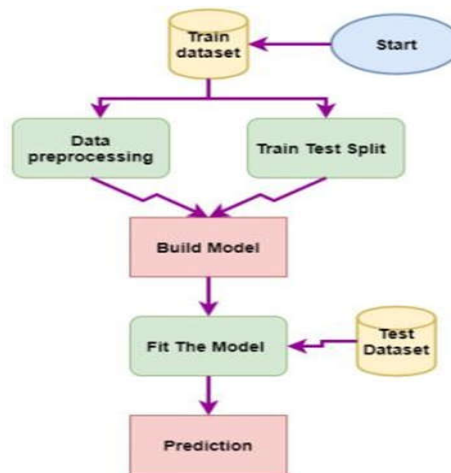 Train
dataset
Start
Data
preprocessing
Train Test Split
Build Model
Fit The Model
Test
Dataset
Prediction